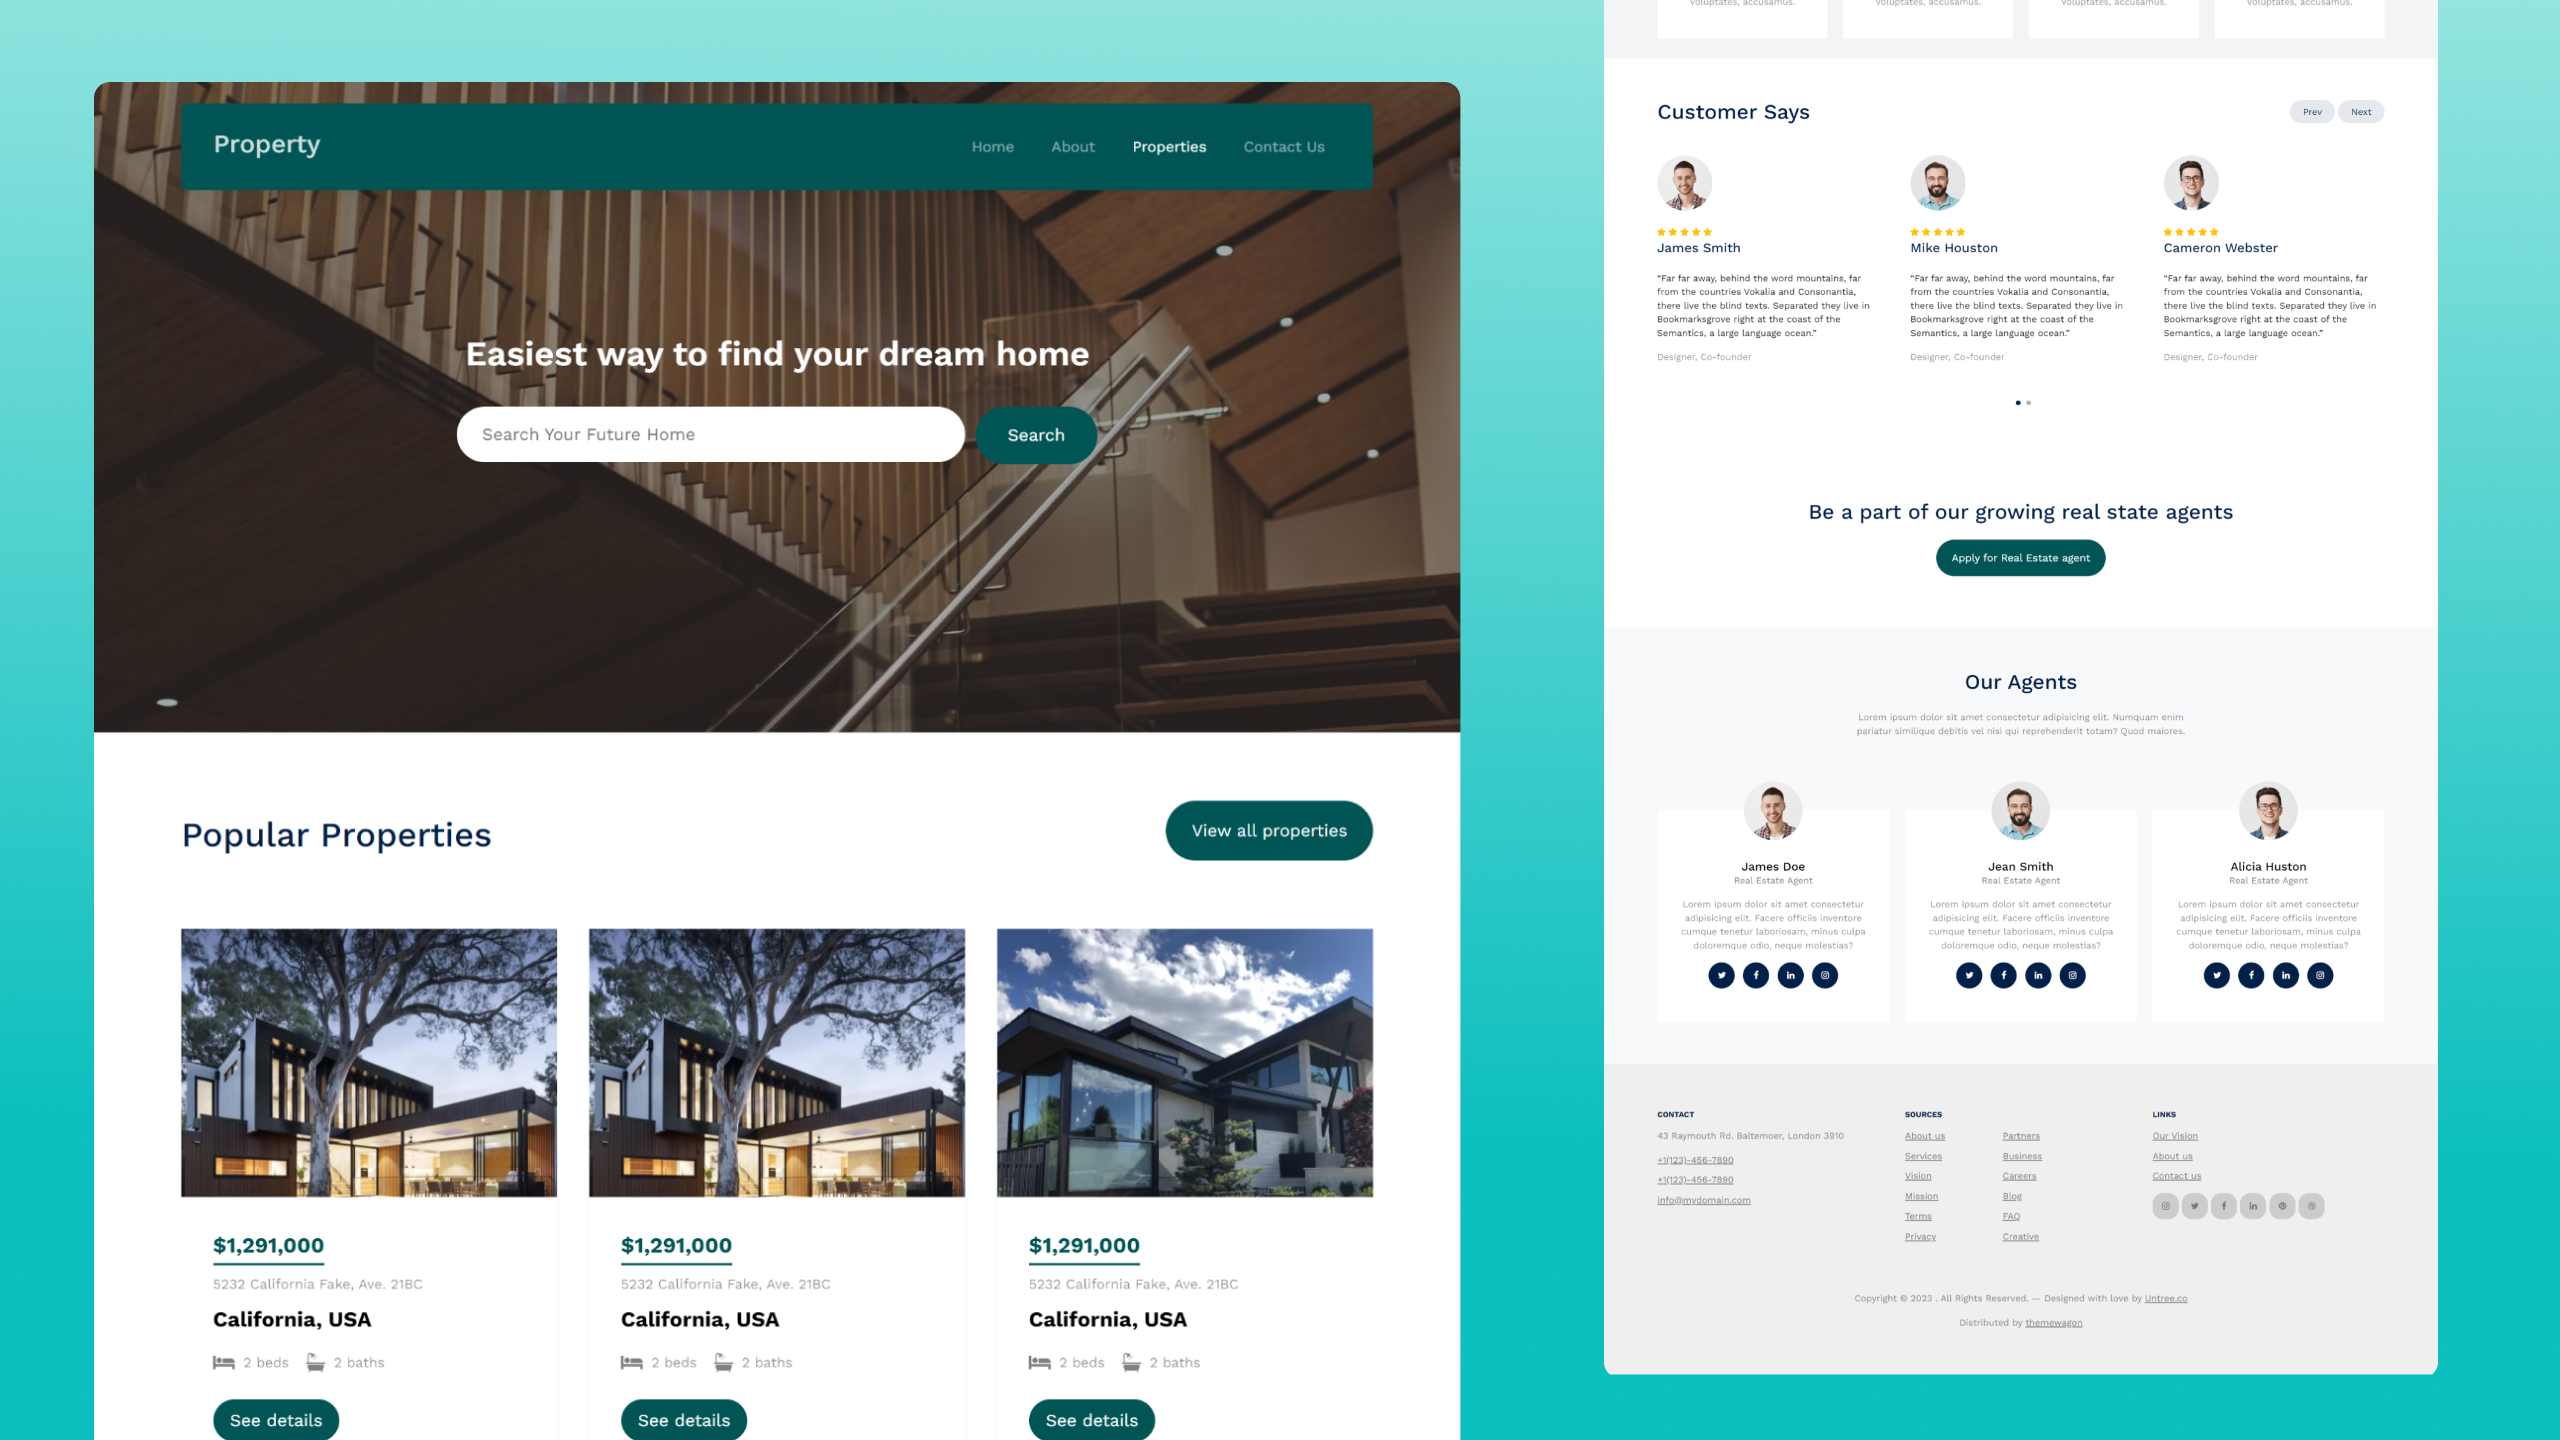 Property
Home
About
Properties
Contact Us
Easiest way to find your dream home
Search Your Future Home
Search
Popular Properties
View all properties
$1,291,000
5232 California Fake, Ave. 21BC
California, USA
2 beds
2 baths
See details
$1,291,000
5232 California Fake, Ave. 21BC
California, USA
2 beds
2 baths
See details
$1,291,000
5232 California Fake, Ave. 21BC
California, USA
2 beds
2 baths
See details
voluptates, accusamus.
voluptates, accusamus.
voluptates, accusamus.
voluptates, accusamus.
Customer Says
Prev
Next
James Smith
“Far far away, behind the word mountains, far
from the countries Vokalia and Consonantia,
there live the blind texts. Separated they live in
Bookmarksgrove right at the coast of the
Semantics, a large language ocean.”
Designer, Co-founder
Mike Houston
“Far far away, behind the word mountains, far
from the countries Vokalia and Consonantia,
there live the blind texts. Separated they live in
Bookmarksgrove right at the coast of the
Semantics, a large language ocean.”
Designer, Co-founder
Cameron Webster
“Far far away, behind the word mountains, far
from the countries Vokalia and Consonantia,
there live the blind texts. Separated they live in
Bookmarksgrove right at the coast of the
Semantics, a large language ocean.”
Designer, Co-founder
Be a part of our growing real state agents
Apply for Real Estate agent
Our Agents
Lorem ipsum dolor sit amet consectetur adipisicing elit. Numquam enim
pariatur similique debitis vel nisi qui reprehenderit totam? Quod maiores.
James Doe
Real Estate Agent
Lorem ipsum dolor sit amet consectetur
adipisicing elit. Facere officiis inventore
cumque tenetur laboriosam, minus culpa
doloremque odio, neque molestias?
Jean Smith
Real Estate Agent
Lorem ipsum dolor sit amet consectetur
adipisicing elit. Facere officiis inventore
cumque tenetur laboriosam, minus culpa
doloremque odio, neque molestias?
Alicia Huston
Real Estate Agent
Lorem ipsum dolor sit amet consectetur
adipisicing elit. Facere officiis inventore
cumque tenetur laboriosam, minus culpa
doloremque odio, neque molestias?
CONTACT
43 Raymouth Rd. Baltemoer, London 3910
+1(123)-456-7890
+1(123)-456-7890
info@mydomain.com
SOURCES
About us
Services
Vision
Mission
Terms
Privacy
Partners
Business
Careers
Blog
FAQ
Creative
LINKS
Our Vision
About us
Contact us
Copyright © 2023 . All Rights Reserved. — Designed with love by Untree.co
Distributed by themewagon